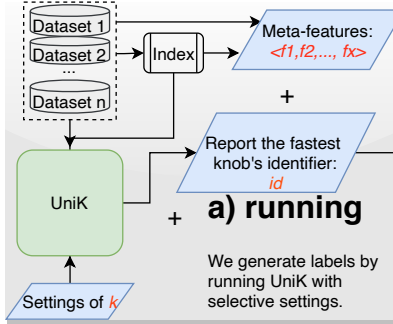 Dataset 1
Dataset 2
...
Dataset n
Index
Meta-features:
<f1,f2,..., fx>
+
Report the fastest
knob's identifier:
id
UniK
+
a) running
We generate labels by
running UniK with
selective settings.
Settings of k